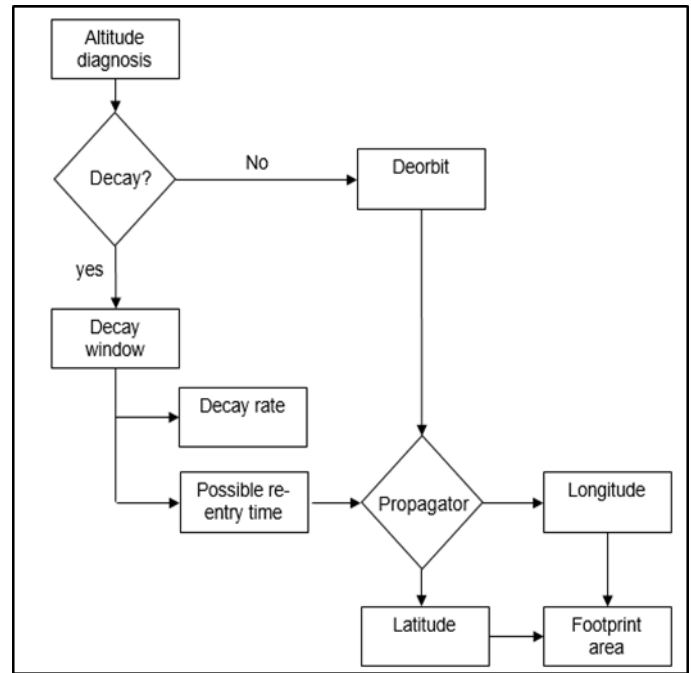 Altitude
diagnosis
Decay?
No
Deorbit
yes
Decay
window
Decay rate
Possible re-
entry time
Propagator
Longitude
Latitude
Footprint
area